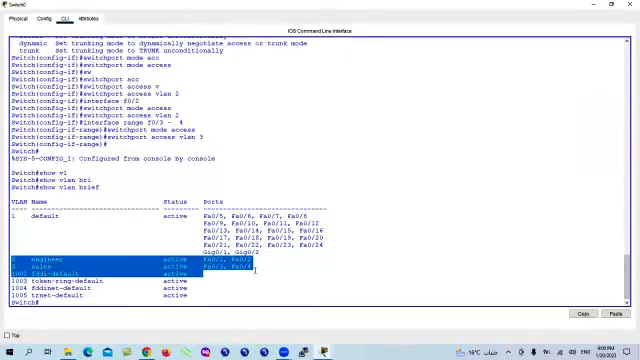 Switch0
Physical Config CLI Attributes
IOS Command Line Interface
dynamic Set trunking mode to dynamically negotiate access or trunk mode
trunk Set trunking mode to TRUNK unconditionally
Switch(config-if)#switchport mode acc
Switch(config-if)#switchport mode access
Switch(config-if)#sw
Switch(config-if)#switchport acc
Switch(config-if)#switchport access v
Switch(config-if)#switchport access vlan 2
Switch(config-if)#interface f0/2
Switch(config-if)#switchport mode access
Switch(config-if)#switchport access vlan 2
Switch(config-if)#interface range f0/3 - 4
Switch(config-if-range)#switchport mode access
Switch(config-if-range)#switchport access vlan 3
Switch(config-if-range)#
Switch#
%SYS-5-CONFIG_I: Configured from console by console
Switch#show vl
Switch#show vlan bri
Switch#show vlan brief
VLAN Name Status Ports
1 default active Fa0/5, Fa0/6, Fa0/7, Fa0/8
Fa0/9, Fa0/10, Fa0/11, Fa0/12
Fa0/13, Fa0/14, Fa0/15, Fa0/16
Fa0/17, Fa0/18, Fa0/19, Fa0/20
Fa0/21, Fa0/22, Fa0/23, Fa0/24
Gig0/1, Gig0/2
2 engineer active Fa0/1, Fa0/2
3 sales active Fa0/3, Fa0/4
1002 fddi-default active
1003 token-ring-default active
1004 fddinet-default active
1005 trnet-default active
Switch#
Copy Paste
Top
16°C
9:00 PM
1/20/2023